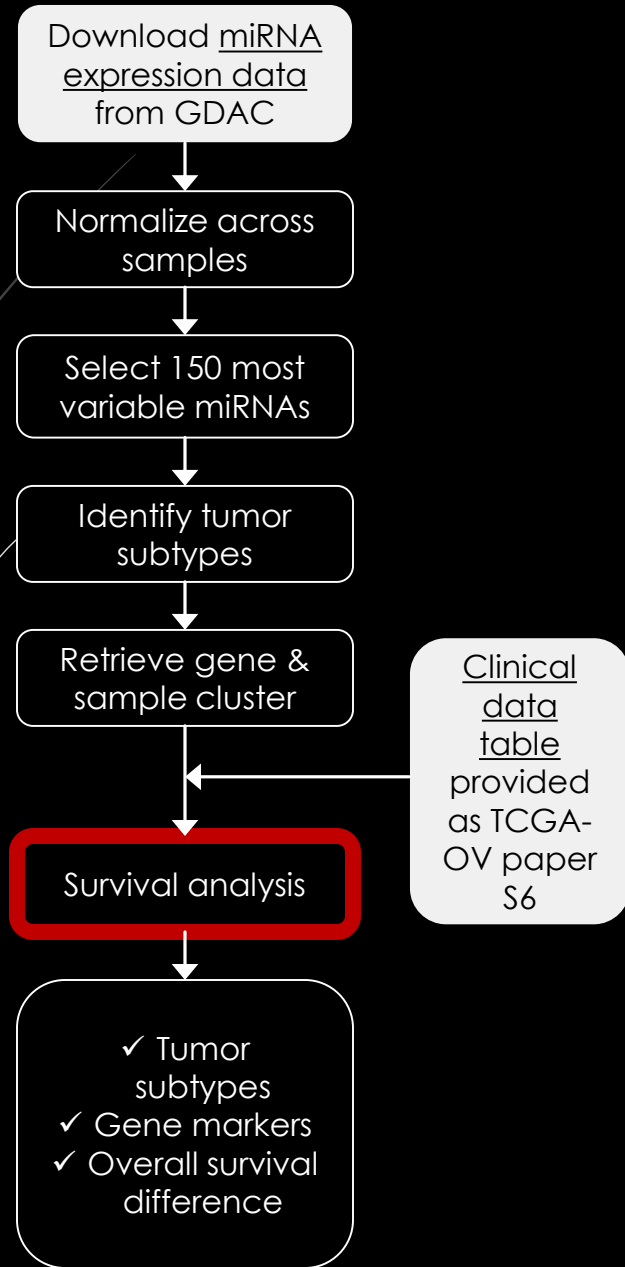 Download miRNA
expression data
from GDAC
Normalize across
samples
Select 150 most
variable miRNAs
Identify tumor
subtypes
Retrieve gene &
sample cluster
Clinical
data
table
provided
as TCGA-
OV paper
S6
Survival analysis
✓ Tumor
subtypes
✓ Gene markers
✓ Overall survival
difference